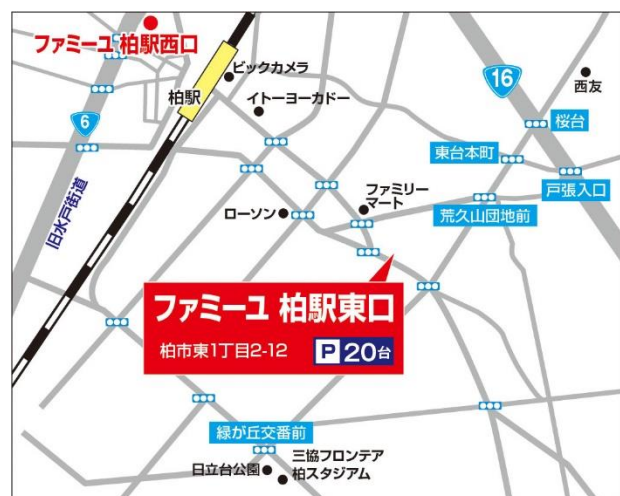 ファミーユ 柏駅西口
ビックカメラ
柏駅
イトーヨーカドー
16
西友
6
桜台
東台本町
戸張入口
旧水戸街道
ファミリー
マート
ローソン
荒久山団地前
ファミーユ 柏駅東口
柏市東1丁目2-12 P 20台
緑が丘交番前
日立台公園
三協フロンテア
柏スタジアム